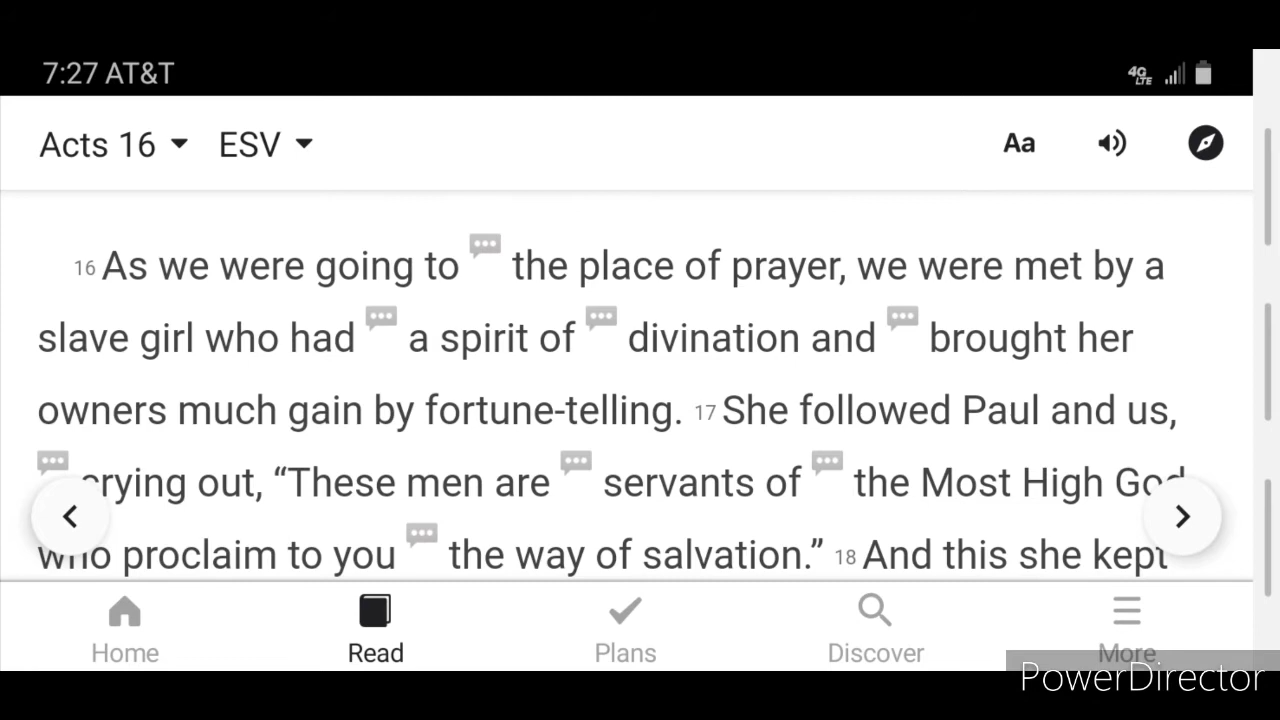 7:27 AT&T
4G LTE
Acts 16 ESV Aa
16 As we were going to the place of prayer, we were met by a
slave girl who had a spirit of divination and brought her
owners much gain by fortune-telling. 17 She followed Paul and us,
crying out, “These men are servants of the Most High God
who proclaim to you the way of salvation.” 18 And this she kept
Home Read Plans Discover More
PowerDirector